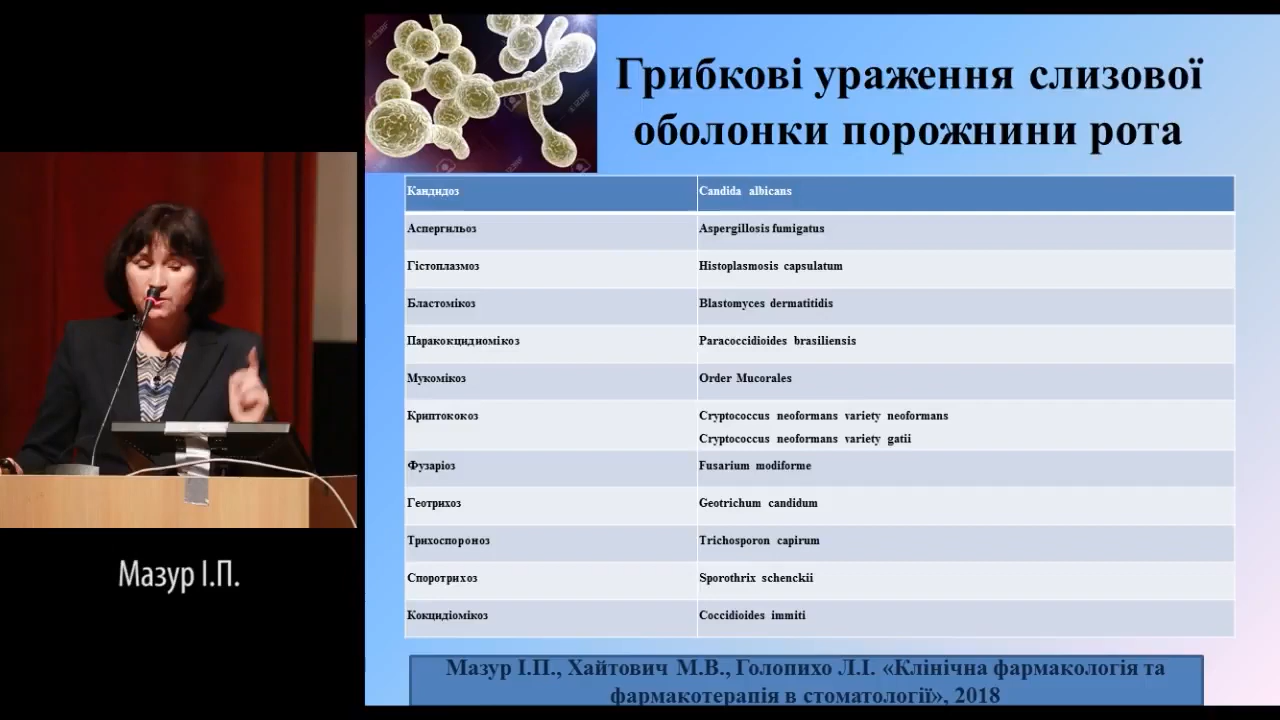 Грибкові ураження слизової
оболонки порожнини рота
Кандидоз Candida albicans
Аспергильоз Aspergillosis fumigatus
Гістоплазмоз Histoplasmosis capsulatum
Бластомікоз Blastomyces dermatitidis
Паракокцидиомікоз Paracoccidioides brasiliensis
Мукомікоз Order Mucorales
Криптококоз Cryptococcus neoformans variety neoformans
Cryptococcus neoformans variety gatii
Фузаріоз Fusarium modiforme
Геотрихоз Geotrichum candidum
Трихоспороноз Trichosporon capirum
Споротрихоз Sporothrix schenckii
Кокцидіомікоз Coccidioides immiti
Мазур І.П., Хайтович М.В., Голопихо Л.І. «Клінічна фармакологія та
фармакотерапія в стоматології», 2018
Мазур І.П.